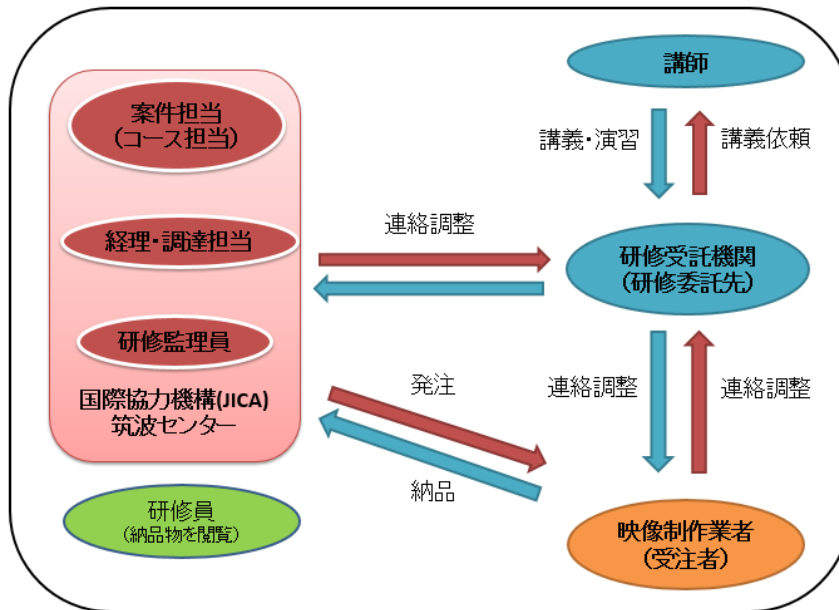 案件担当
(コース担当)
経理・調達担当
研修監理員
国際協力機構(JICA)
筑波センター
研修員
(納品物を閲覧)
連絡調整
発注
納品
講師
講義・演習
講義依頼
研修受託機関
(研修委託先)
連絡調整
連絡調整
映像制作業者
(受注者)